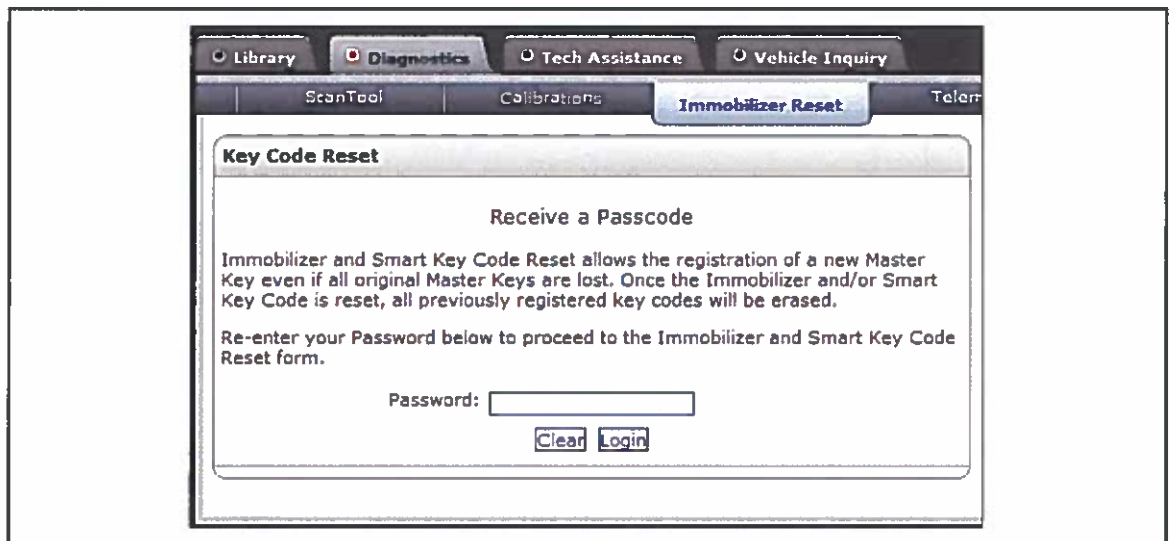 Library
Diagnostics
Tech Assistance
Vehicle Inquiry
ScanTool
Calibrations
Immobilizer Reset
Key Code Reset
Receive a Passcode
Immobilizer and Smart Key Code Reset allows the registration of a new Master
Key even if all original Master Keys are lost. Once the Immobilizer and/or Smart
Key Code is reset, all previously registered key codes will be erased.
Re-enter your Password below to proceed to the Immobilizer and Smart Key Code
Reset form.
Password:
Clear Login